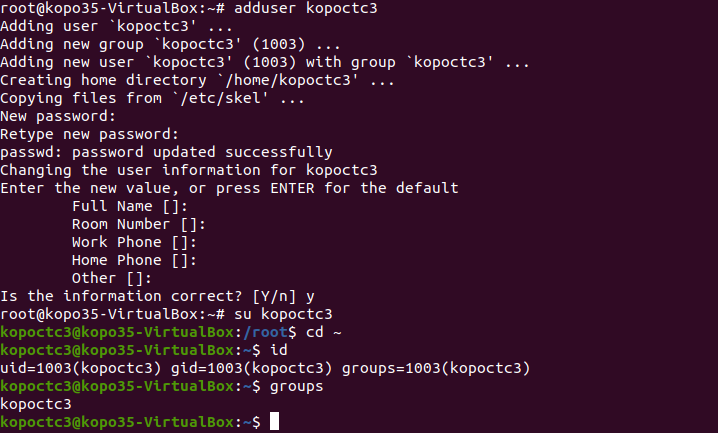 root@kopo35-VirtualBox:~# adduser kopoctc3
Adding user `kopoctc3' ...
Adding new group `kopoctc3' (1003) ...
Adding new user `kopoctc3' (1003) with group `kopoctc3' ...
Creating home directory `/home/kopoctc3' ...
Copying files from `/etc/skel' ...
New password:
Retype new password:
passwd: password updated successfully
Changing the user information for kopoctc3
Enter the new value, or press ENTER for the default
        Full Name []:
        Room Number []:
        Work Phone []:
        Home Phone []:
        Other []:
Is the information correct? [Y/n] y
root@kopo35-VirtualBox:~# su kopoctc3
kopoctc3@kopo35-VirtualBox:/root$ cd ~
kopoctc3@kopo35-VirtualBox:~$ id
uid=1003(kopoctc3) gid=1003(kopoctc3) groups=1003(kopoctc3)
kopoctc3@kopo35-VirtualBox:~$ groups
kopoctc3
kopoctc3@kopo35-VirtualBox:~$